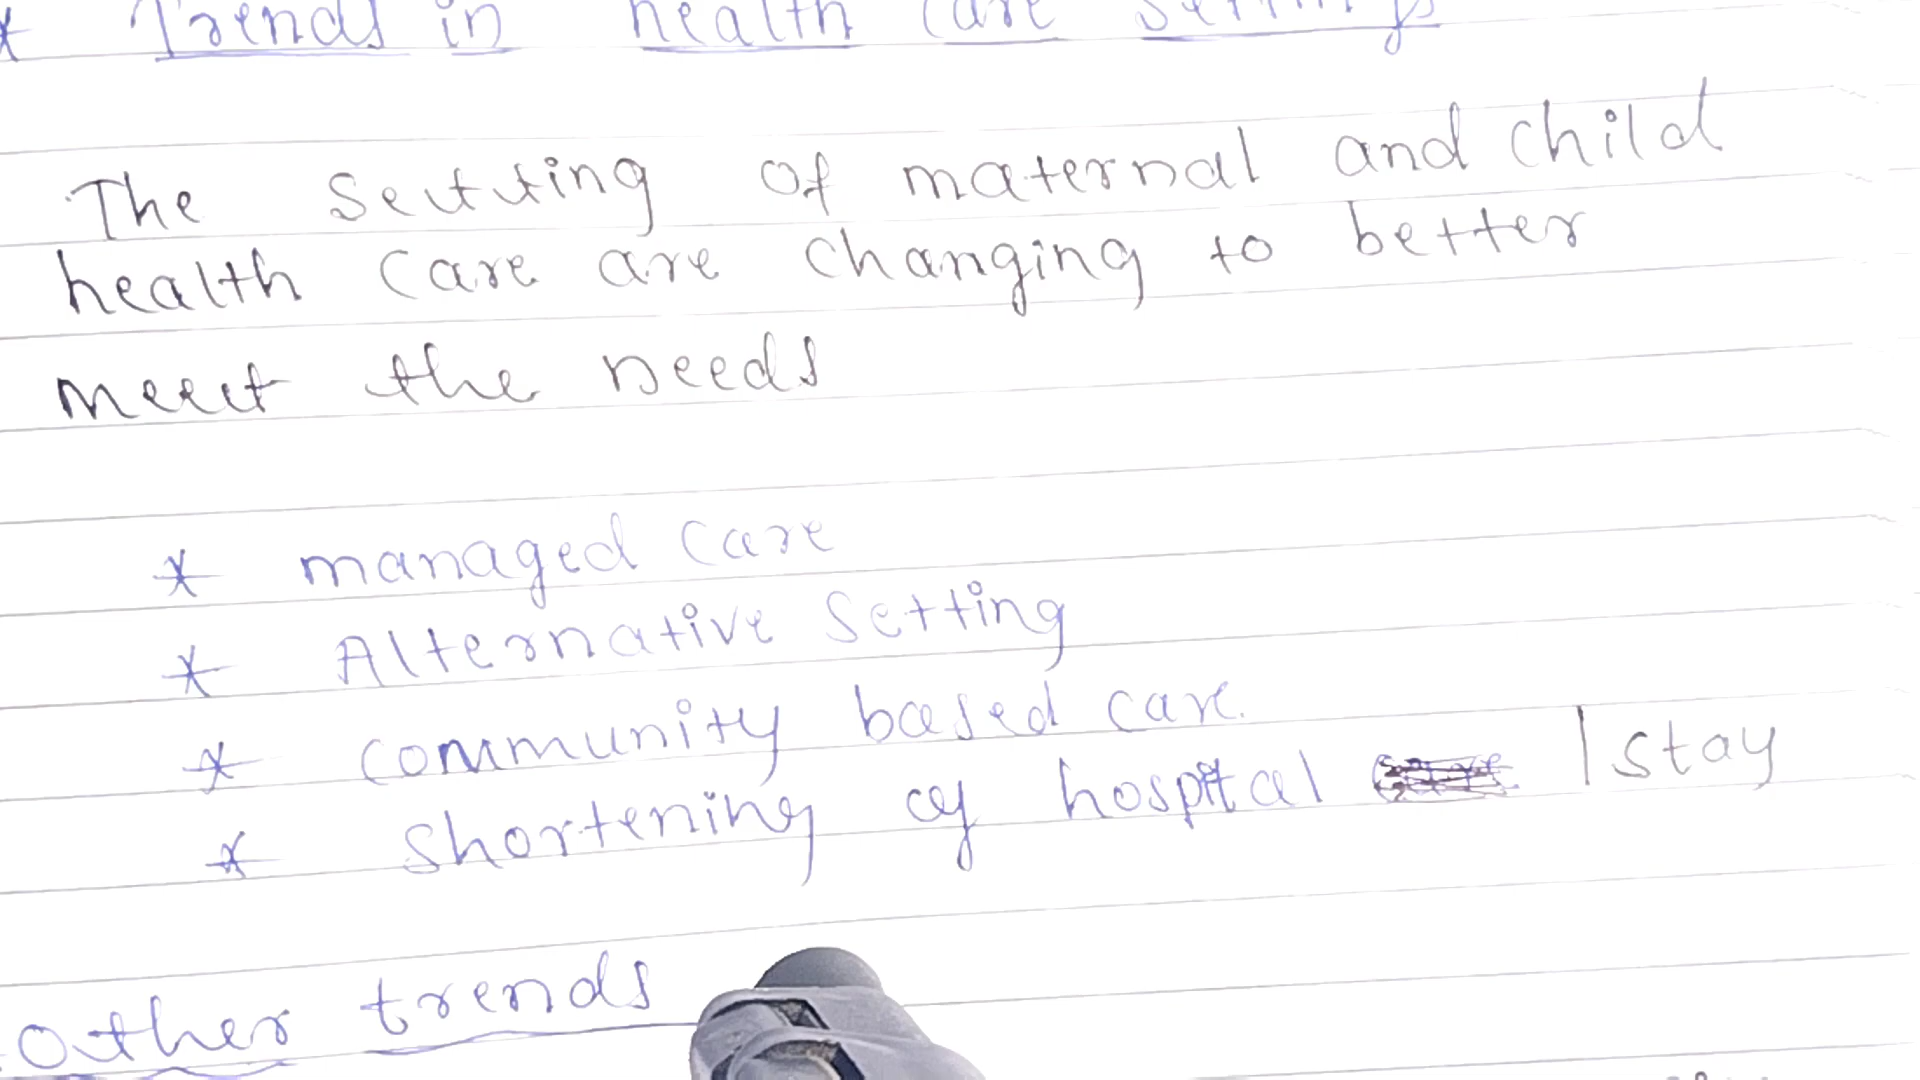 * Trends in health care settings
The setting of maternal and child
health care are changing to better
meet the needs
* managed care
* Alternative Setting
* community based care.
* Shortening of hospital | stay
Other trends